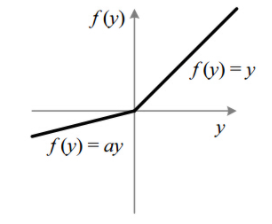 f(y)
f(y) = y
y
f(y) = ay